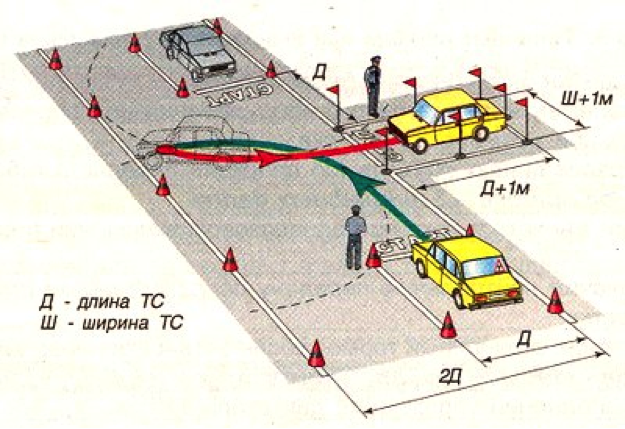 Д
СТАРТ
Ш+1м
Д+1м
СТАРТ
Д - длина ТС
Ш - ширина ТС
Д
2Д